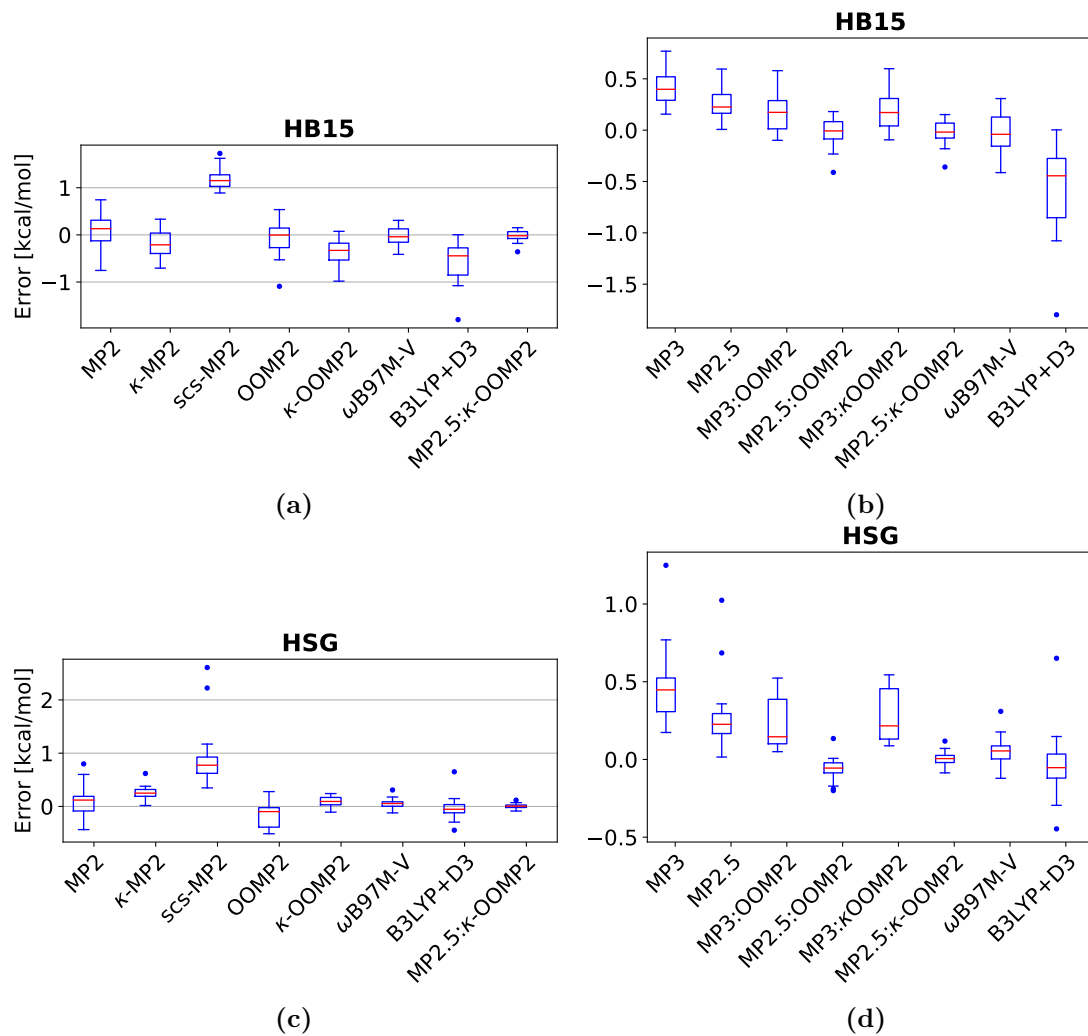 HB15
Error [kcal/mol]
1
0
−1
MP2
κ-MP2
scs-MP2
OOMP2
κ-OOMP2
ωB97M-V
B3LYP+D3
MP2.5:κ-OOMP2
(a)
HB15
0.5
0.0
−0.5
−1.0
−1.5
MP3
MP2.5
MP3:OOMP2
MP2.5:OOMP2
MP3:κOOMP2
MP2.5:κ-OOMP2
ωB97M-V
B3LYP+D3
(b)
HSG
Error [kcal/mol]
2
1
0
MP2
κ-MP2
scs-MP2
OOMP2
κ-OOMP2
ωB97M-V
B3LYP+D3
MP2.5:κ-OOMP2
(c)
HSG
1.0
0.5
0.0
−0.5
MP3
MP2.5
MP3:OOMP2
MP2.5:OOMP2
MP3:κOOMP2
MP2.5:κ-OOMP2
ωB97M-V
B3LYP+D3
(d)